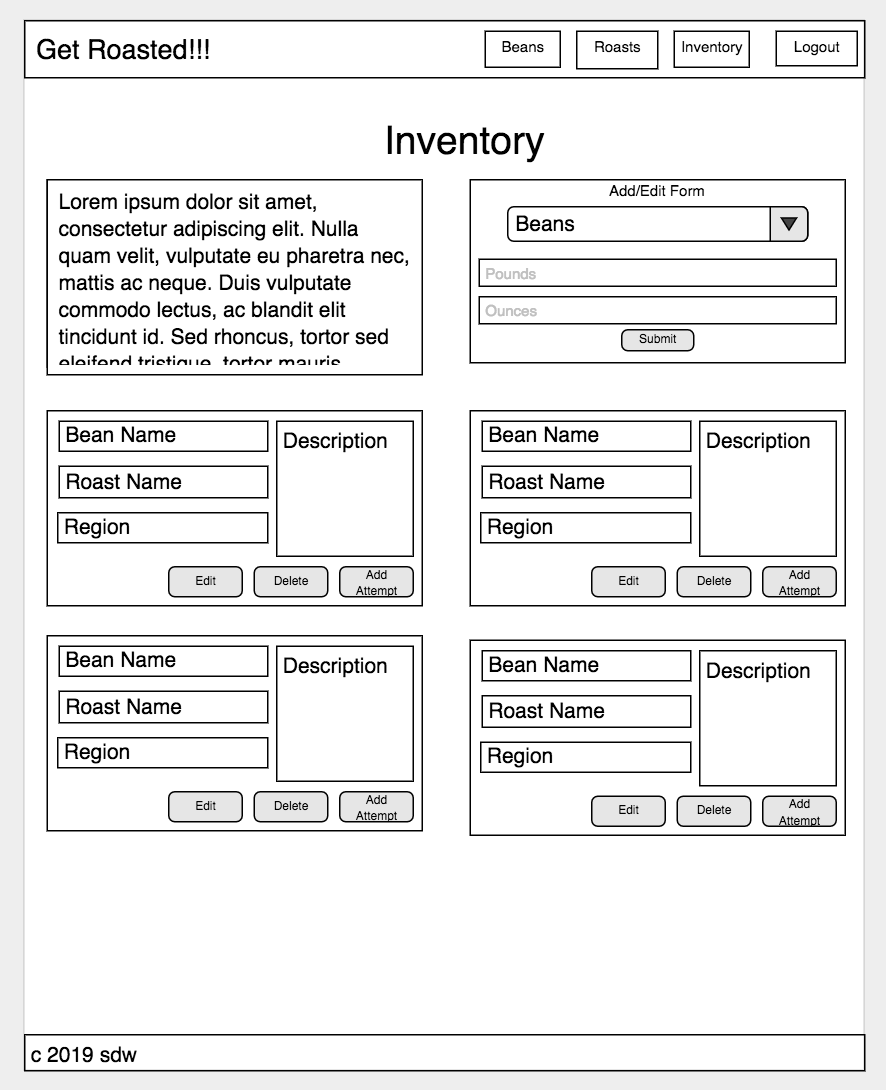 Get Roasted!!!
Beans
Roasts
Inventory
Logout
Inventory
Lorem ipsum dolor sit amet,
consectetur adipiscing elit. Nulla
quam velit, vulputate eu pharetra nec,
mattis ac neque. Duis vulputate
commodo lectus, ac blandit elit
tincidunt id. Sed rhoncus, tortor sed
eleifend tristique, tortor mauris
Add/Edit Form
Beans
Pounds
Ounces
Submit
Bean Name
Roast Name
Region
Description
Edit
Delete
Add
Attempt
Bean Name
Roast Name
Region
Description
Edit
Delete
Add
Attempt
Bean Name
Roast Name
Region
Description
Edit
Delete
Add
Attempt
Bean Name
Roast Name
Region
Description
Edit
Delete
Add
Attempt
c 2019 sdw